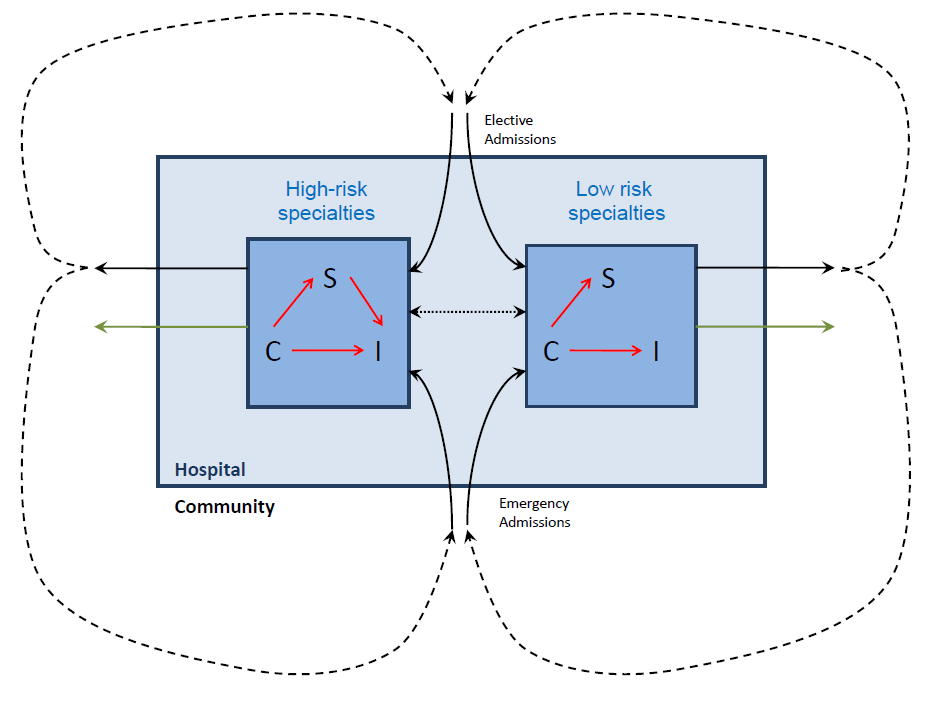 Elective
Admissions
High-risk
specialties
Low risk
specialties
S
C
I
S
C
I
Hospital
Community
Emergency
Admissions